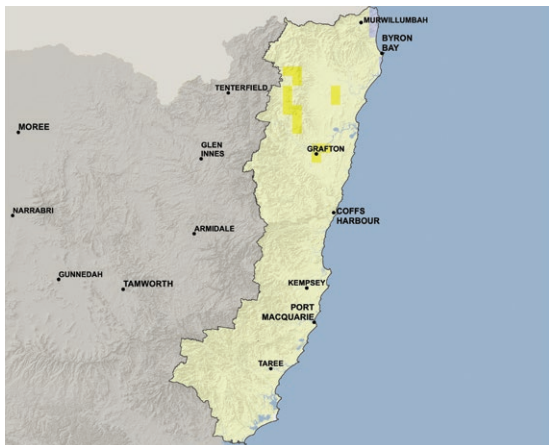 MURWILLUMBAH
BYRON
BAY
TENTERFIELD
MOREE
GLEN
INNES
GRAFTON
NARRABRI
COFFS
HARBOUR
ARMIDALE
GUNNEDAH
TAMWORTH
KEMPSEY
PORT
MACQUARIE
TAREE